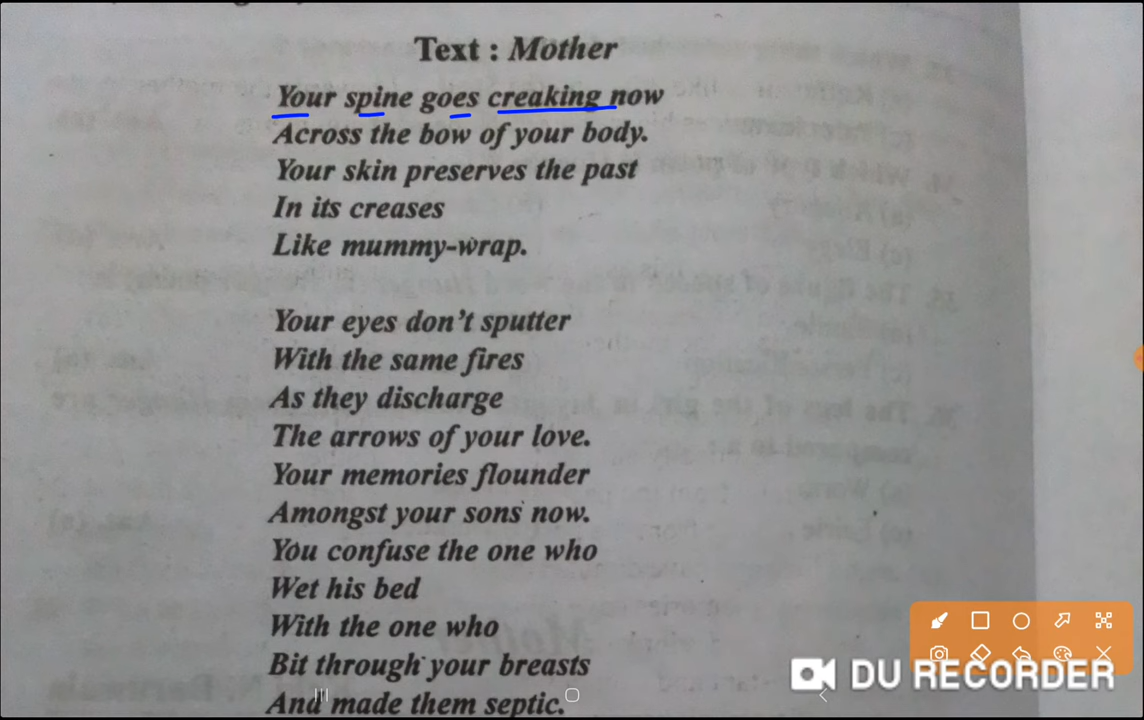 Text : Mother
Your spine goes creaking now
Across the bow of your body.
Your skin preserves the past
In its creases
Like mummy-wrap.
Your eyes don't sputter
With the same fires
As they discharge
The arrows of your love.
Your memories flounder
Amongst your sons now.
You confuse the one who
Wet his bed
With the one who
Bit through your breasts
And made them septic.
DU RECORDER